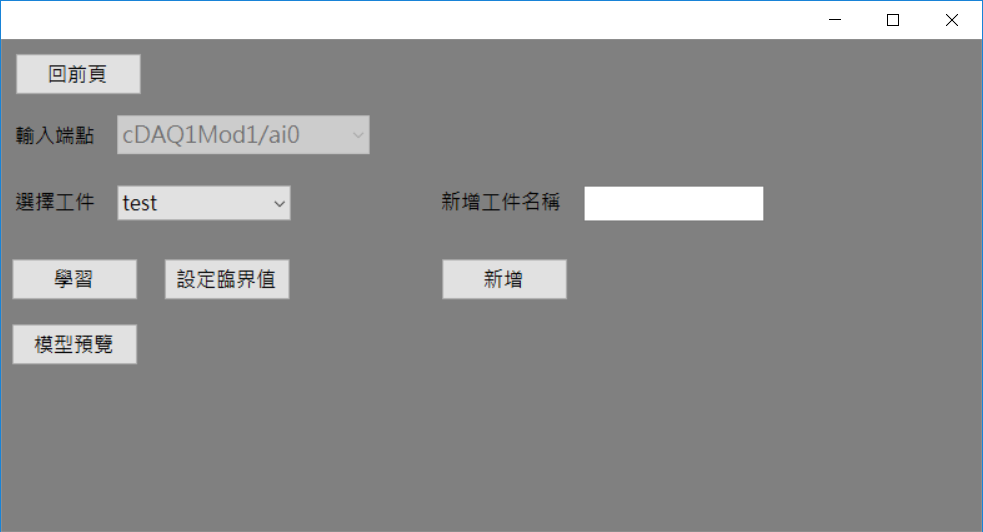 回前頁
輸入端點 cDAQ1Mod1/ai0
選擇工件 test 新增工件名稱
學習 設定臨界值 新增
模型預覽